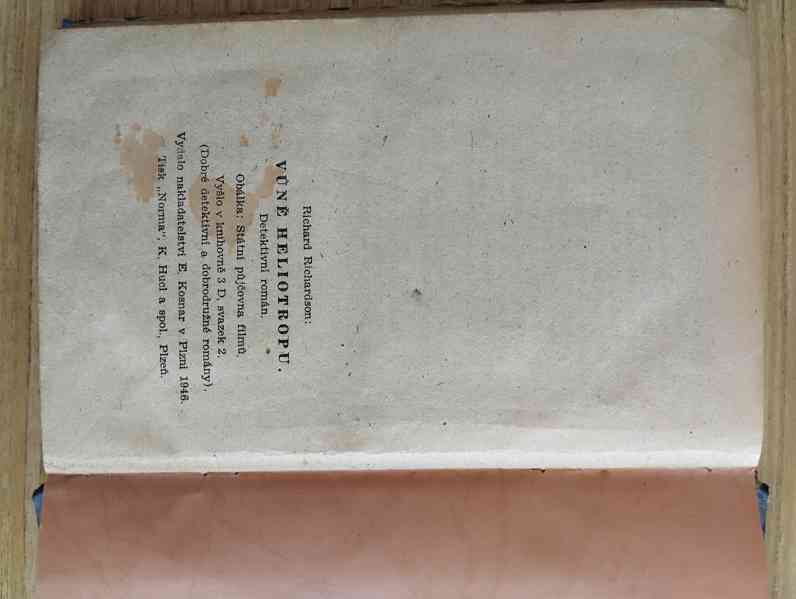 Richard Richardson:
VŮNĚ HELIOTROPU.
Detektivní román.
Obálka: Státní půjčovna filmů.
Vyšlo v knihovně 3 D, svazek 2.
(Dobré detektivní a dobrodružné romány).
Vydalo nakladatelství E. Kosnar v Plzni 1946.
Tisk „Norma", K. Hucl a spol., Plzeň.